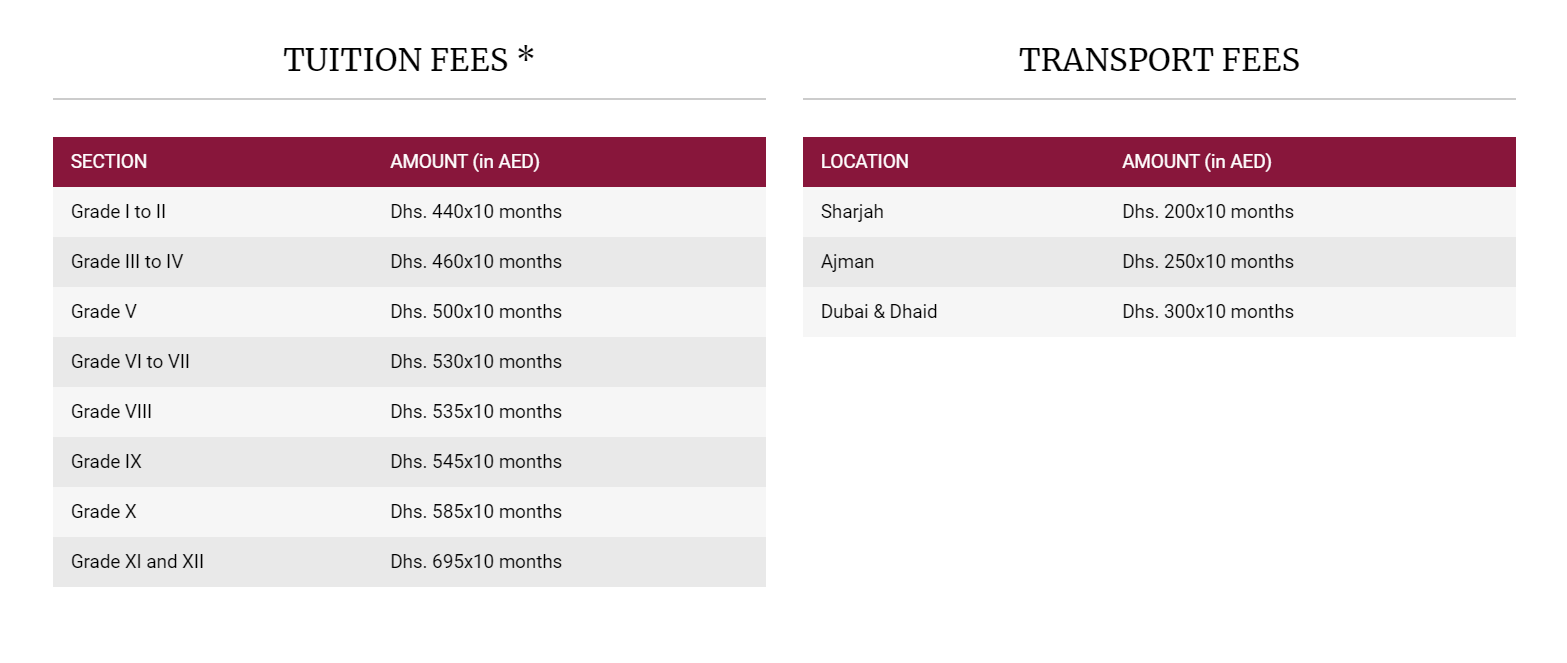 TUITION FEES *
SECTION AMOUNT (in AED)
Grade I to II Dhs. 440x10 months
Grade III to IV Dhs. 460x10 months
Grade V Dhs. 500x10 months
Grade VI to VII Dhs. 530x10 months
Grade VIII Dhs. 535x10 months
Grade IX Dhs. 545x10 months
Grade X Dhs. 585x10 months
Grade XI and XII Dhs. 695x10 months
TRANSPORT FEES
LOCATION AMOUNT (in AED)
Sharjah Dhs. 200x10 months
Ajman Dhs. 250x10 months
Dubai & Dhaid Dhs. 300x10 months